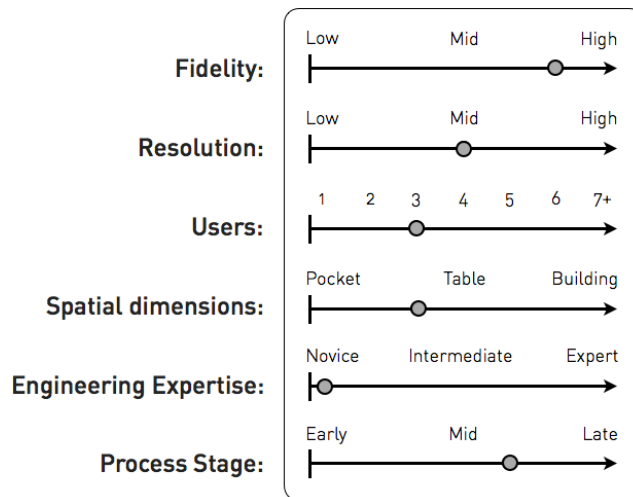 Low Mid High
Fidelity:
Low Mid High
Resolution:
1 2 3 4 5 6 7+
Users:
Pocket Table Building
Spatial dimensions:
Novice Intermediate Expert
Engineering Expertise:
Early Mid Late
Process Stage: